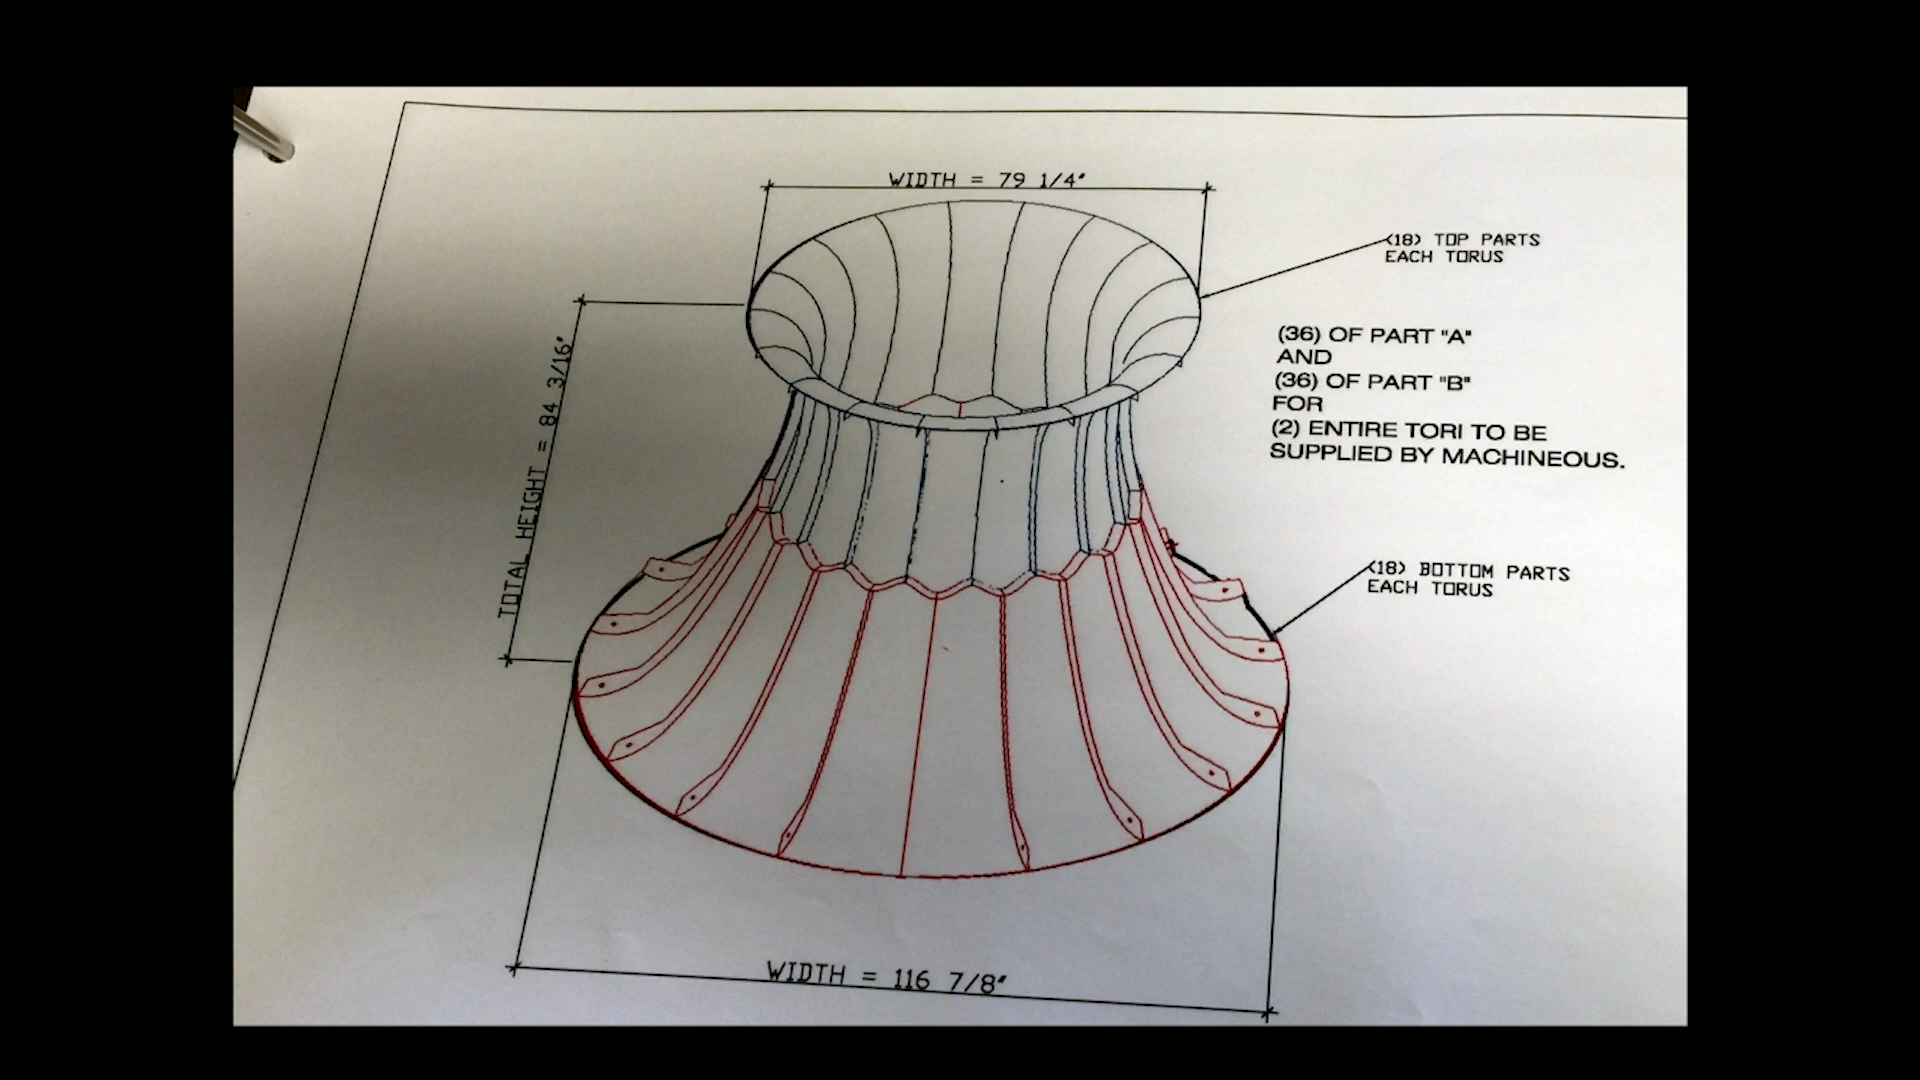 WIDTH = 79 1/4"
(18) TOP PARTS
EACH TORUS
(36) OF PART "A"
AND
(36) OF PART "B"
FOR
(2) ENTIRE TORI TO BE
SUPPLIED BY MACHINEOUS.
TOTAL HEIGHT = 84 3/16"
(18) BOTTOM PARTS
EACH TORUS
WIDTH = 116 7/8"